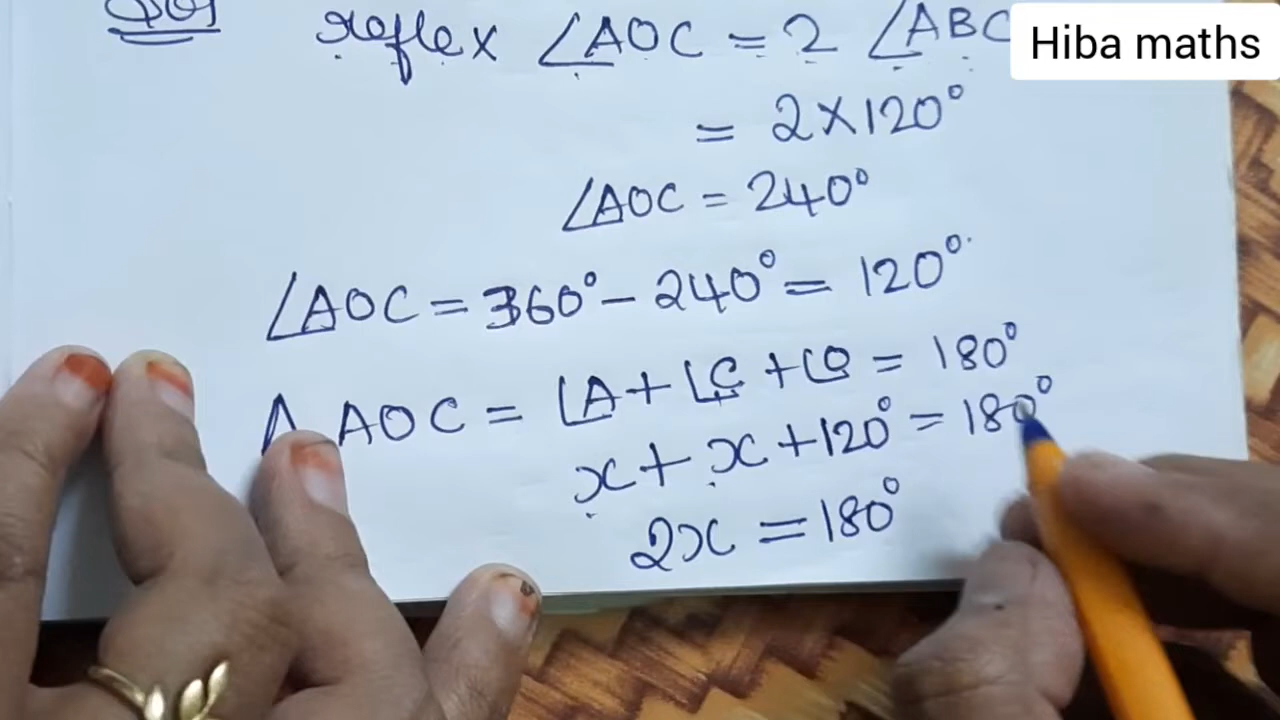 Sol
reflex ∠AOC = 2 ∠ABC
Hiba maths
= 2×120°
∠AOC = 240°
∠AOC = 360° – 240° = 120°
Δ AOC = ∠A + ∠C + ∠O = 180°
x + x + 120° = 180°
2x = 180°